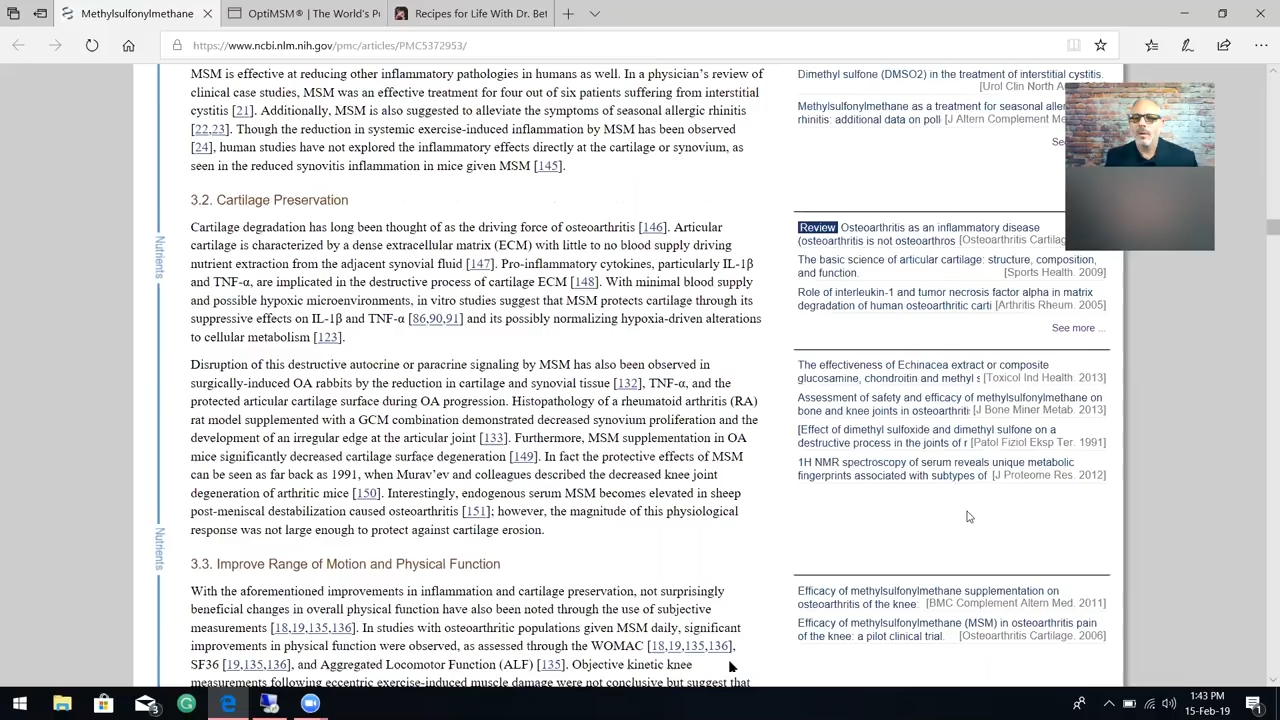 Methylsulfonylmethane
OptiMSM® | The World's P
Recipes for Life With Dr. Bet
https://www.ncbi.nlm.nih.gov/pmc/articles/PMC5372953/
MSM is effective at reducing other inflammatory pathologies in humans as well. In a physician's review of
clinical case studies, MSM was an effective treatment for four out of six patients suffering from interstitial
cystitis [21]. Additionally, MSM is also suggested to alleviate the symptoms of seasonal allergic rhinitis
[22,23]. Though the reduction in systemic exercise-induced inflammation by MSM has been observed
[24], human studies have not explored the inflammatory effects directly at the cartilage or synovium, as
seen in the reduced synovitis inflammation in mice given MSM [145].
3.2. Cartilage Preservation
Cartilage degradation has long been thought of as the driving force of osteoarthritis [146]. Articular
cartilage is characterized by a dense extracellular matrix (ECM) with little to no blood supply driving
nutrient extraction from the adjacent synovial fluid [147]. Pro-inflammatory cytokines, particularly IL-1β
and TNF-α, are implicated in the destructive process of cartilage ECM [148]. With minimal blood supply
and possible hypoxic microenvironments, in vitro studies suggest that MSM protects cartilage through its
suppressive effects on IL-1β and TNF-α [86,90,91] and its possibly normalizing hypoxia-driven alterations
to cellular metabolism [123].
Disruption of this destructive autocrine or paracrine signaling by MSM has also been observed in
surgically-induced OA rabbits by the reduction in cartilage and synovial tissue [132], TNF-α, and the
protected articular cartilage surface during OA progression. Histopathology of a rheumatoid arthritis (RA)
rat model supplemented with a GCM combination demonstrated decreased synovium proliferation and the
development of an irregular edge at the articular joint [133]. Furthermore, MSM supplementation in OA
mice significantly decreased cartilage surface degeneration [149]. In fact the protective effects of MSM
can be seen as far back as 1991, when Murav'ev and colleagues described the decreased knee joint
degeneration of arthritic mice [150]. Interestingly, endogenous serum MSM becomes elevated in sheep
post-meniscal destabilization caused osteoarthritis [151]; however, the magnitude of this physiological
response was not large enough to protect against cartilage erosion.
3.3. Improve Range of Motion and Physical Function
With the aforementioned improvements in inflammation and cartilage preservation, not surprisingly
beneficial changes in overall physical function have also been noted through the use of subjective
measurements [18,19,135,136]. In studies with osteoarthritic populations given MSM daily, significant
improvements in physical function were observed, as assessed through the WOMAC [18,19,135,136],
SF36 [19,135,136], and Aggregated Locomotor Function (ALF) [135]. Objective kinetic knee
measurements following eccentric exercise-induced muscle damage were not conclusive but suggest that
Nutrients
Nutrients
Dimethyl sulfone (DMSO2) in the treatment of interstitial cystitis.
[Urol Clin North A
Methylsulfonylmethane as a treatment for seasonal alle
rhinitis: additional data on poll [J Altern Complement Me
See
Review Osteoarthritis as an inflammatory disease
(osteoarthritis is not osteoarthros [Osteoarthritis Cartilag
The basic science of articular cartilage: structure, composition,
and function. [Sports Health. 2009]
Role of interleukin-1 and tumor necrosis factor alpha in matrix
degradation of human osteoarthritic carti [Arthritis Rheum. 2005]
See more ...
The effectiveness of Echinacea extract or composite
glucosamine, chondroitin and methyl s [Toxicol Ind Health. 2013]
Assessment of safety and efficacy of methylsulfonylmethane on
bone and knee joints in osteoarthriti [J Bone Miner Metab. 2013]
[Effect of dimethyl sulfoxide and dimethyl sulfone on a
destructive process in the joints of r [Patol Fiziol Eksp Ter. 1991]
1H NMR spectroscopy of serum reveals unique metabolic
fingerprints associated with subtypes of [J Proteome Res. 2012]
Efficacy of methylsulfonylmethane supplementation on
osteoarthritis of the knee: [BMC Complement Altern Med. 2011]
Efficacy of methylsulfonylmethane (MSM) in osteoarthritis pain
of the knee: a pilot clinical trial. [Osteoarthritis Cartilage. 2006]
3
1:43 PM
15-Feb-19
1